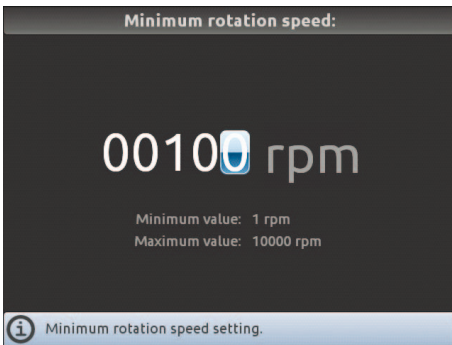 Minimum rotation speed:
00100 rpm
Minimum value: 1 rpm
Maximum value: 10000 rpm
Minimum rotation speed setting.